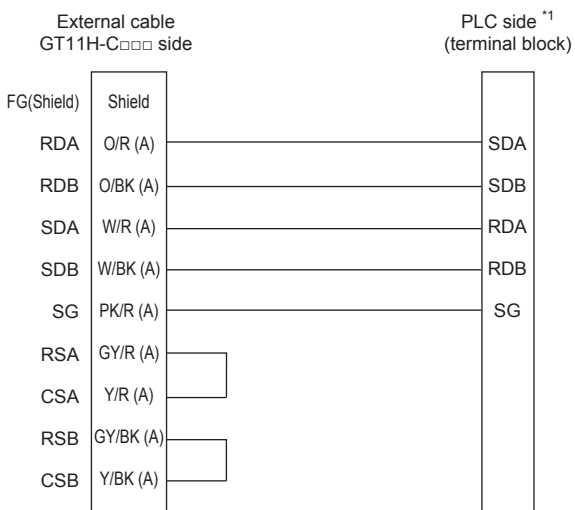 External cable
GT11H-C□□□ side
PLC side *1
(terminal block)
FG(Shield) Shield
RDA O/R (A) SDA
RDB O/BK (A) SDB
SDA W/R (A) RDA
SDB W/BK (A) RDB
SG PK/R (A) SG
RSA GY/R (A)
CSA Y/R (A)
RSB GY/BK (A)
CSB Y/BK (A)